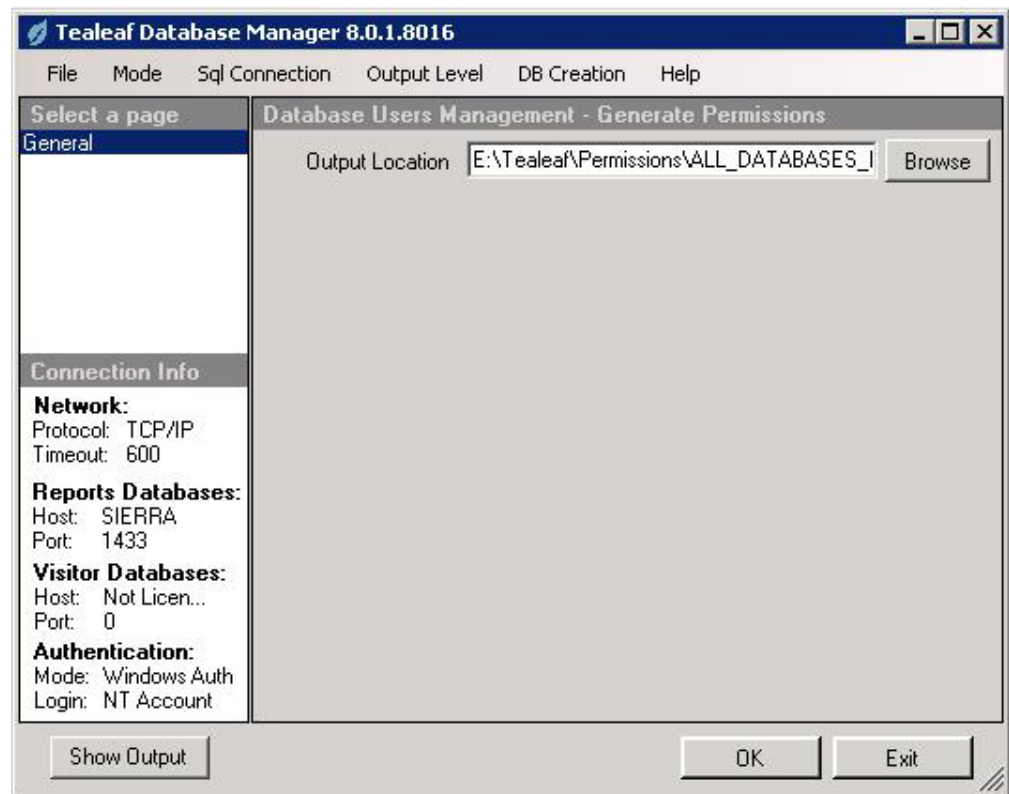 Tealeaf Database Manager 8.0.1.8016
File Mode Sql Connection Output Level DB Creation Help
Select a page
General
Database Users Management - Generate Permissions
Output Location E:\Tealeaf\Permissions\ALL_DATABASES_ Browse
Connection Info
Network:
Protocol: TCP/IP
Timeout: 600
Reports Databases:
Host: SIERRA
Port: 1433
Visitor Databases:
Host: Not Licen...
Port: 0
Authentication:
Mode: Windows Auth
Login: NT Account
Show Output OK Exit